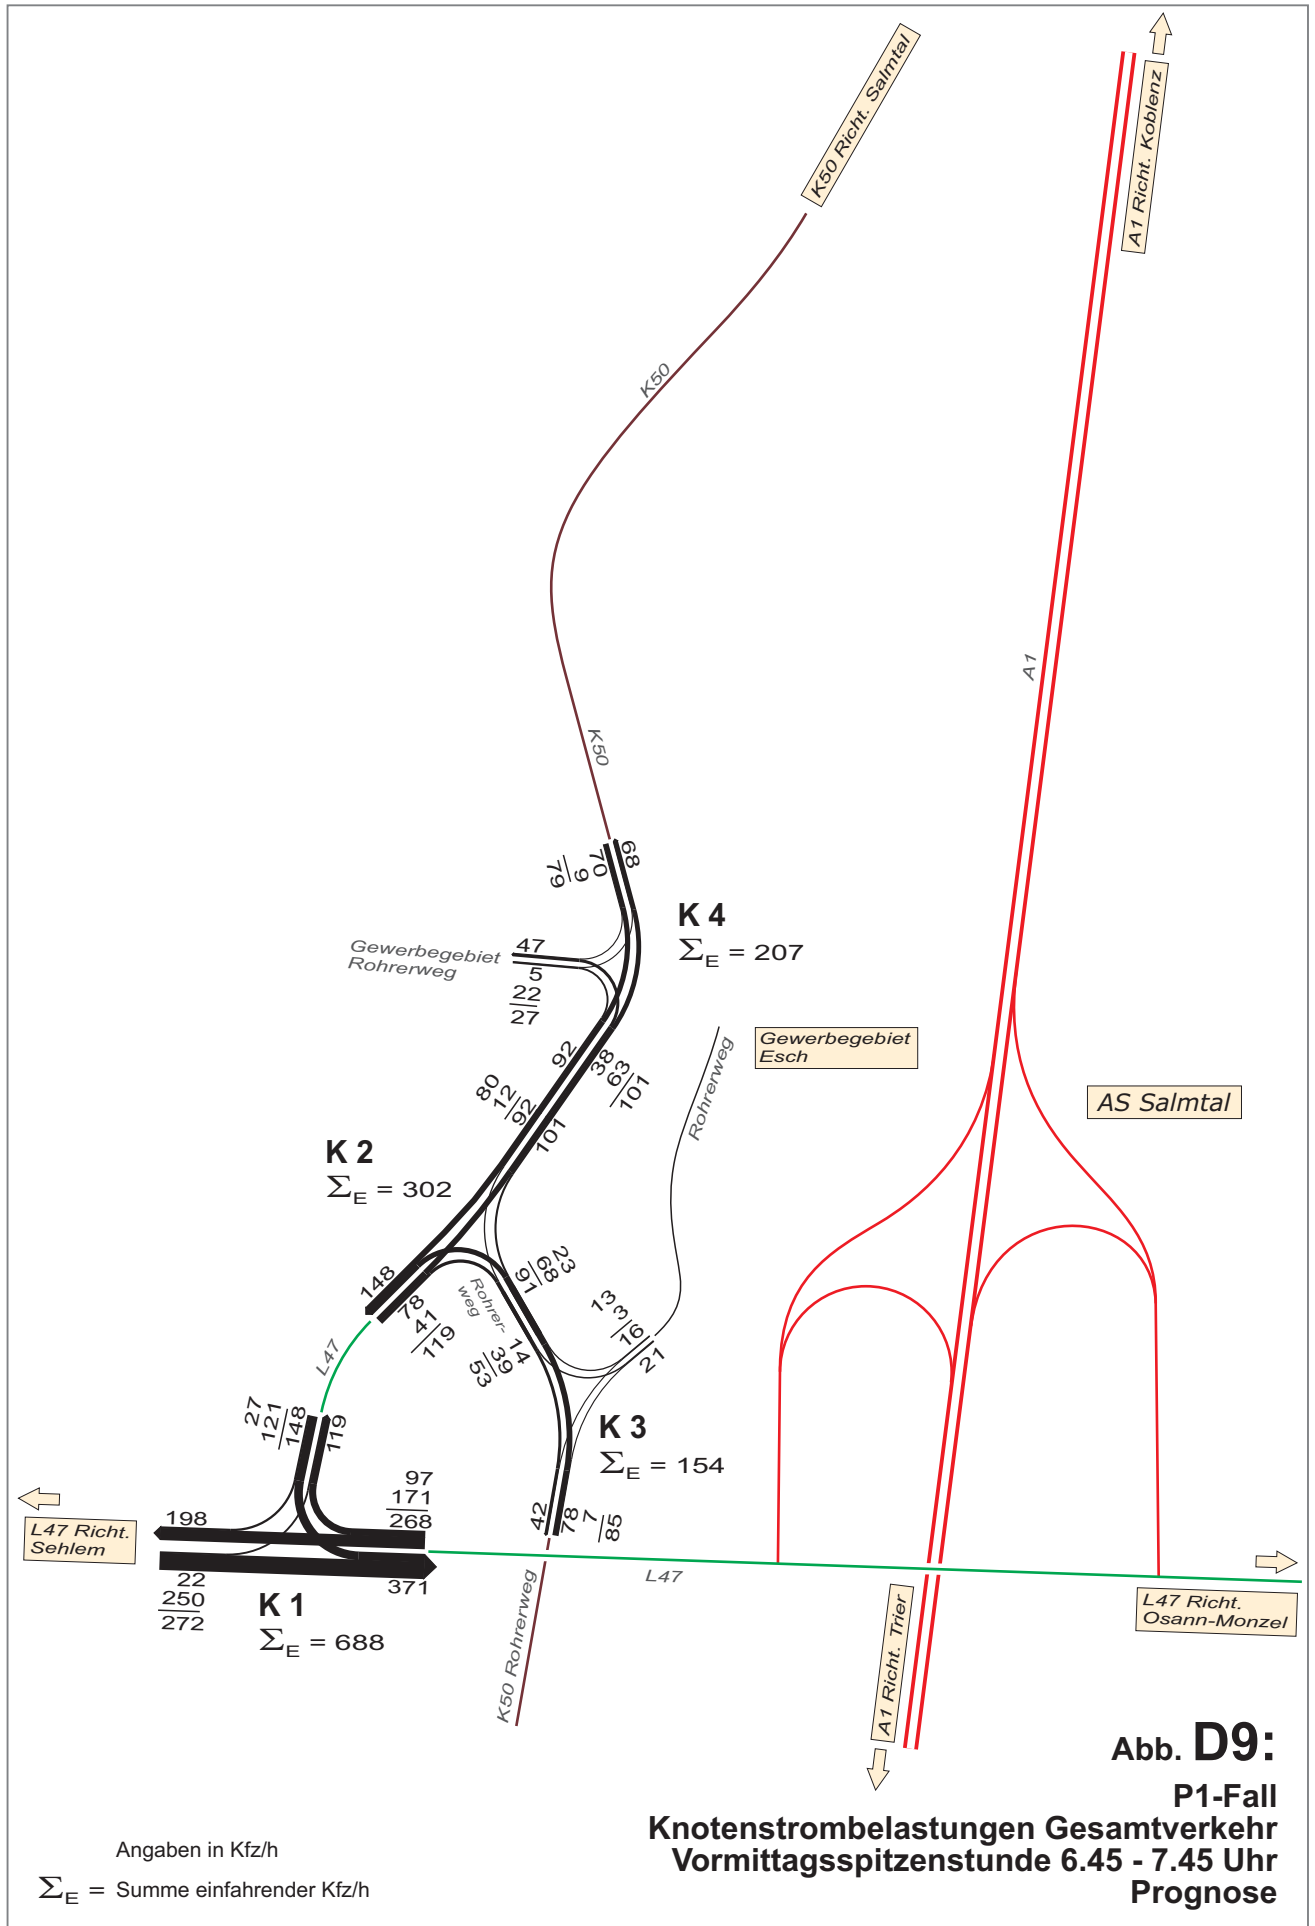 K50 Richt. Salmtal
A1 Richt. Koblenz
K50
A1
K50
68
70
9
79
K 4
ΣE = 207
Gewerbegebiet
Rohrerweg
47
5
22
27
92
38
63
101
80
12
92
101
Rohrerweg
Gewerbegebiet
Esch
AS Salmtal
K 2
ΣE = 302
148
78
41
119
Rohrer-
weg
23
68
91
14
39
53
13
3
16
21
L47
27
121
148
119
K 3
ΣE = 154
42
78
7
85
97
171
268
198
L47 Richt.
Sehlem
22
250
272
371
K 1
ΣE = 688
L47
K50 Rohrerweg
A1 Richt. Trier
L47 Richt.
Osann-Monzel
Abb. D9:
P1-Fall
Knotenstrombelastungen Gesamtverkehr
Vormittagsspitzenstunde 6.45 - 7.45 Uhr
Prognose
Angaben in Kfz/h
ΣE = Summe einfahrender Kfz/h